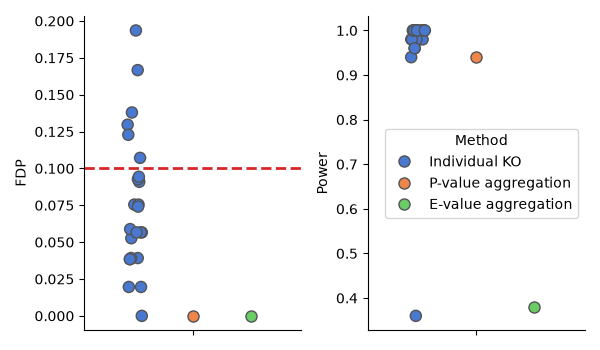 FDP
0.200
0.175
0.150
0.125
0.100
0.075
0.050
0.025
0.000
Power
1.0
0.9
0.8
0.7
0.6
0.5
0.4
Method
Individual KO
P-value aggregation
E-value aggregation